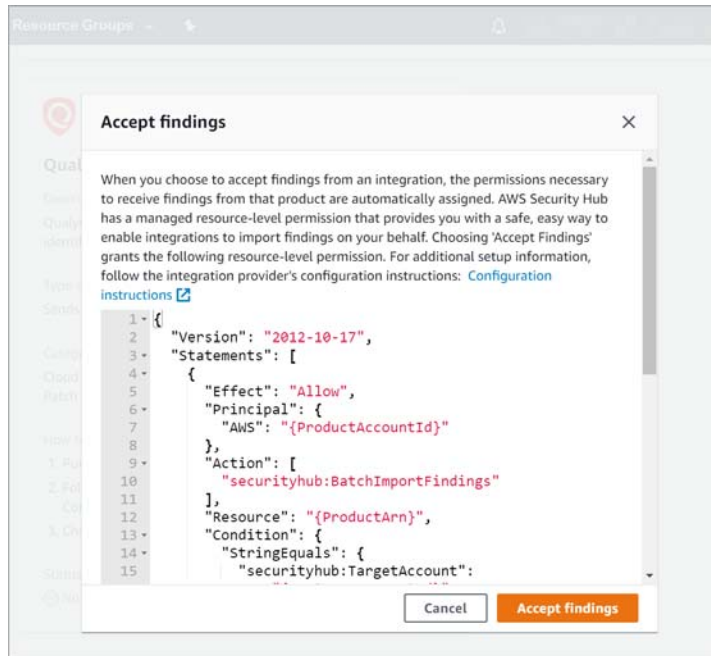 Resource Groups
Accept findings
Qual
When you choose to accept findings from an integration, the permissions necessary
to receive findings from that product are automatically assigned. AWS Security Hub
has a managed resource-level permission that provides you with a safe, easy way to
enable integrations to import findings on your behalf. Choosing 'Accept Findings'
grants the following resource-level permission. For additional setup information,
follow the integration provider's configuration instructions: Configuration
instructions
1 {
2 "Version": "2012-10-17",
3 "Statements": [
4 {
5 "Effect": "Allow",
6 "Principal": {
7 "AWS": "{ProductAccountId}"
8 },
9 "Action": [
10 "securityhub:BatchImportFindings"
11 ],
12 "Resource": "{ProductArn}",
13 "Condition": {
14 "StringEquals": {
15 "securityhub:TargetAccount":
Cancel Accept findings